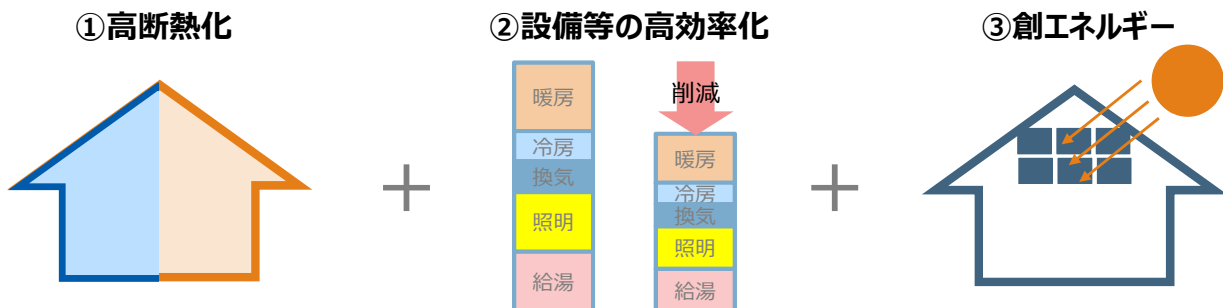 ①高断熱化
②設備等の高効率化
③創エネルギー
暖房
冷房
換気
照明
給湯
削減
暖房
冷房
換気
照明
給湯